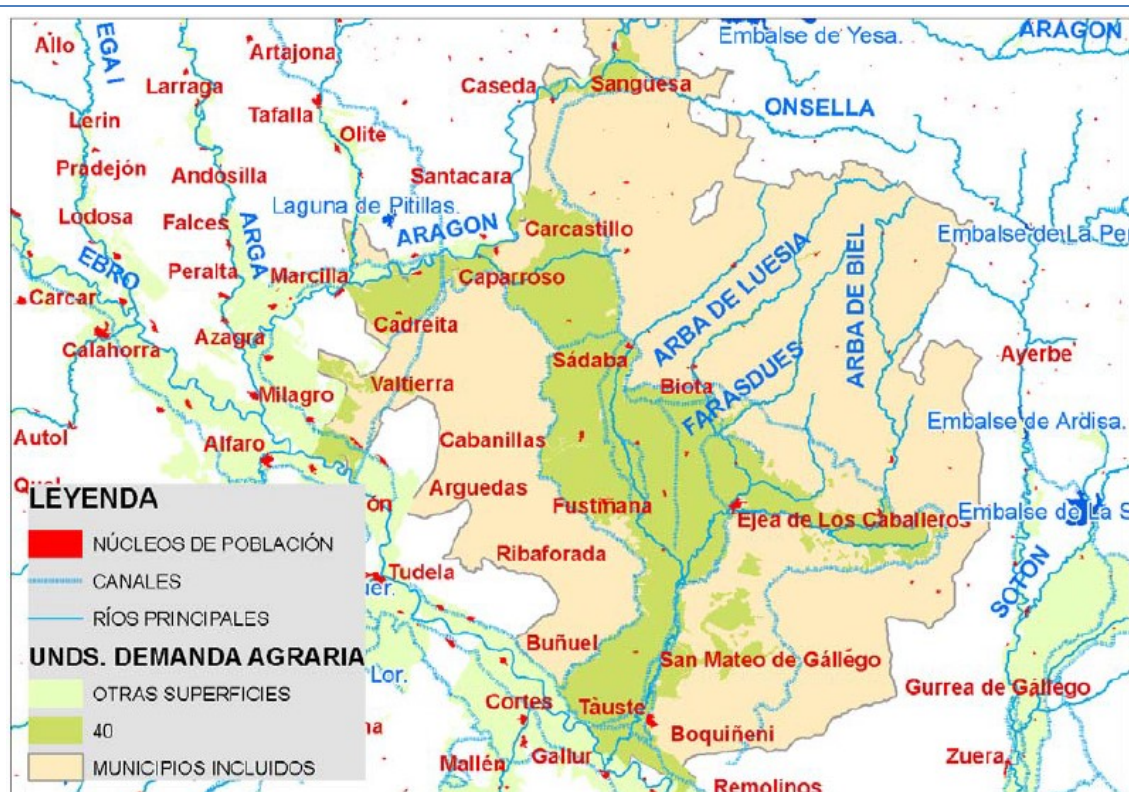 Embalse de Yesa.
ARAGON
Allo
EGA I
Artajona
Larraga
Caseda
Sangüesa
Tafalla
ONSELLA
Lerin
Olite
Pradejón
Andosilla
Santacara
Laguna de Pitillas.
Lodosa
Falces
ARGA
ARAGON
Carcastillo
Embalse de La Pe
EBRO
Peralta
Marcilla
Caparroso
ARBA DE LUESIA
ARBA DE BIEL
Carcar
Cadreita
Azagra
Calahorra
Sádaba
Ayerbe
Valtierra
Biota
FARASDUES
Milagro
Autol
Alfaro
Cabanillas
Embalse de Ardisa.
Arguedas
Fustiñana
Ejea de Los Caballeros
Embalse de La S
LEYENDA
ón
NÚCLEOS DE POBLACIÓN
Ribaforada
SOTON
CANALES
Tudela
RÍOS PRINCIPALES
uer.
Buñuel
UNDS. DEMANDA AGRARIA
Lor.
San Mateo de Gállego
OTRAS SUPERFICIES
Cortes
Tauste
Gurrea de Gállego
40
na
Boquiñeni
MUNICIPIOS INCLUIDOS
Mallén
Gallur
Zuera
Remolinos